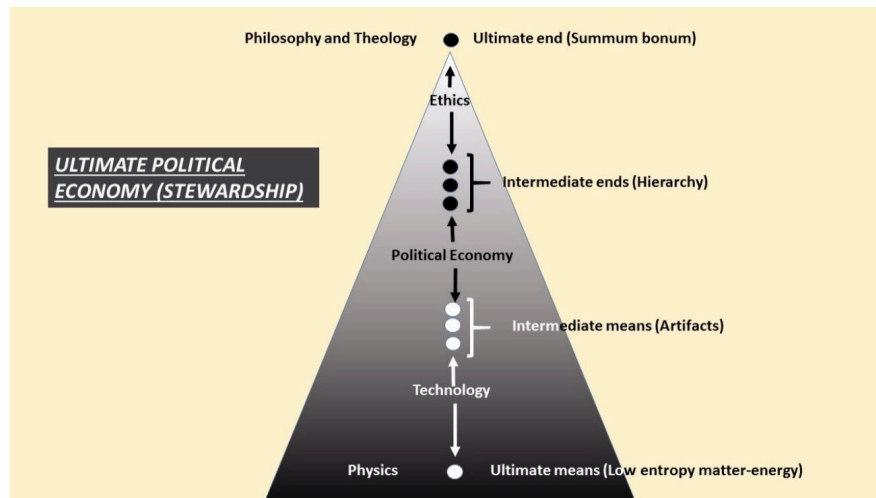 Philosophy and Theology
Ultimate end (Summum bonum)
Ethics
ULTIMATE POLITICAL
ECONOMY (STEWARDSHIP)
Intermediate ends (Hierarchy)
Political Economy
Intermediate means (Artifacts)
Technology
Physics
Ultimate means (Low entropy matter-energy)